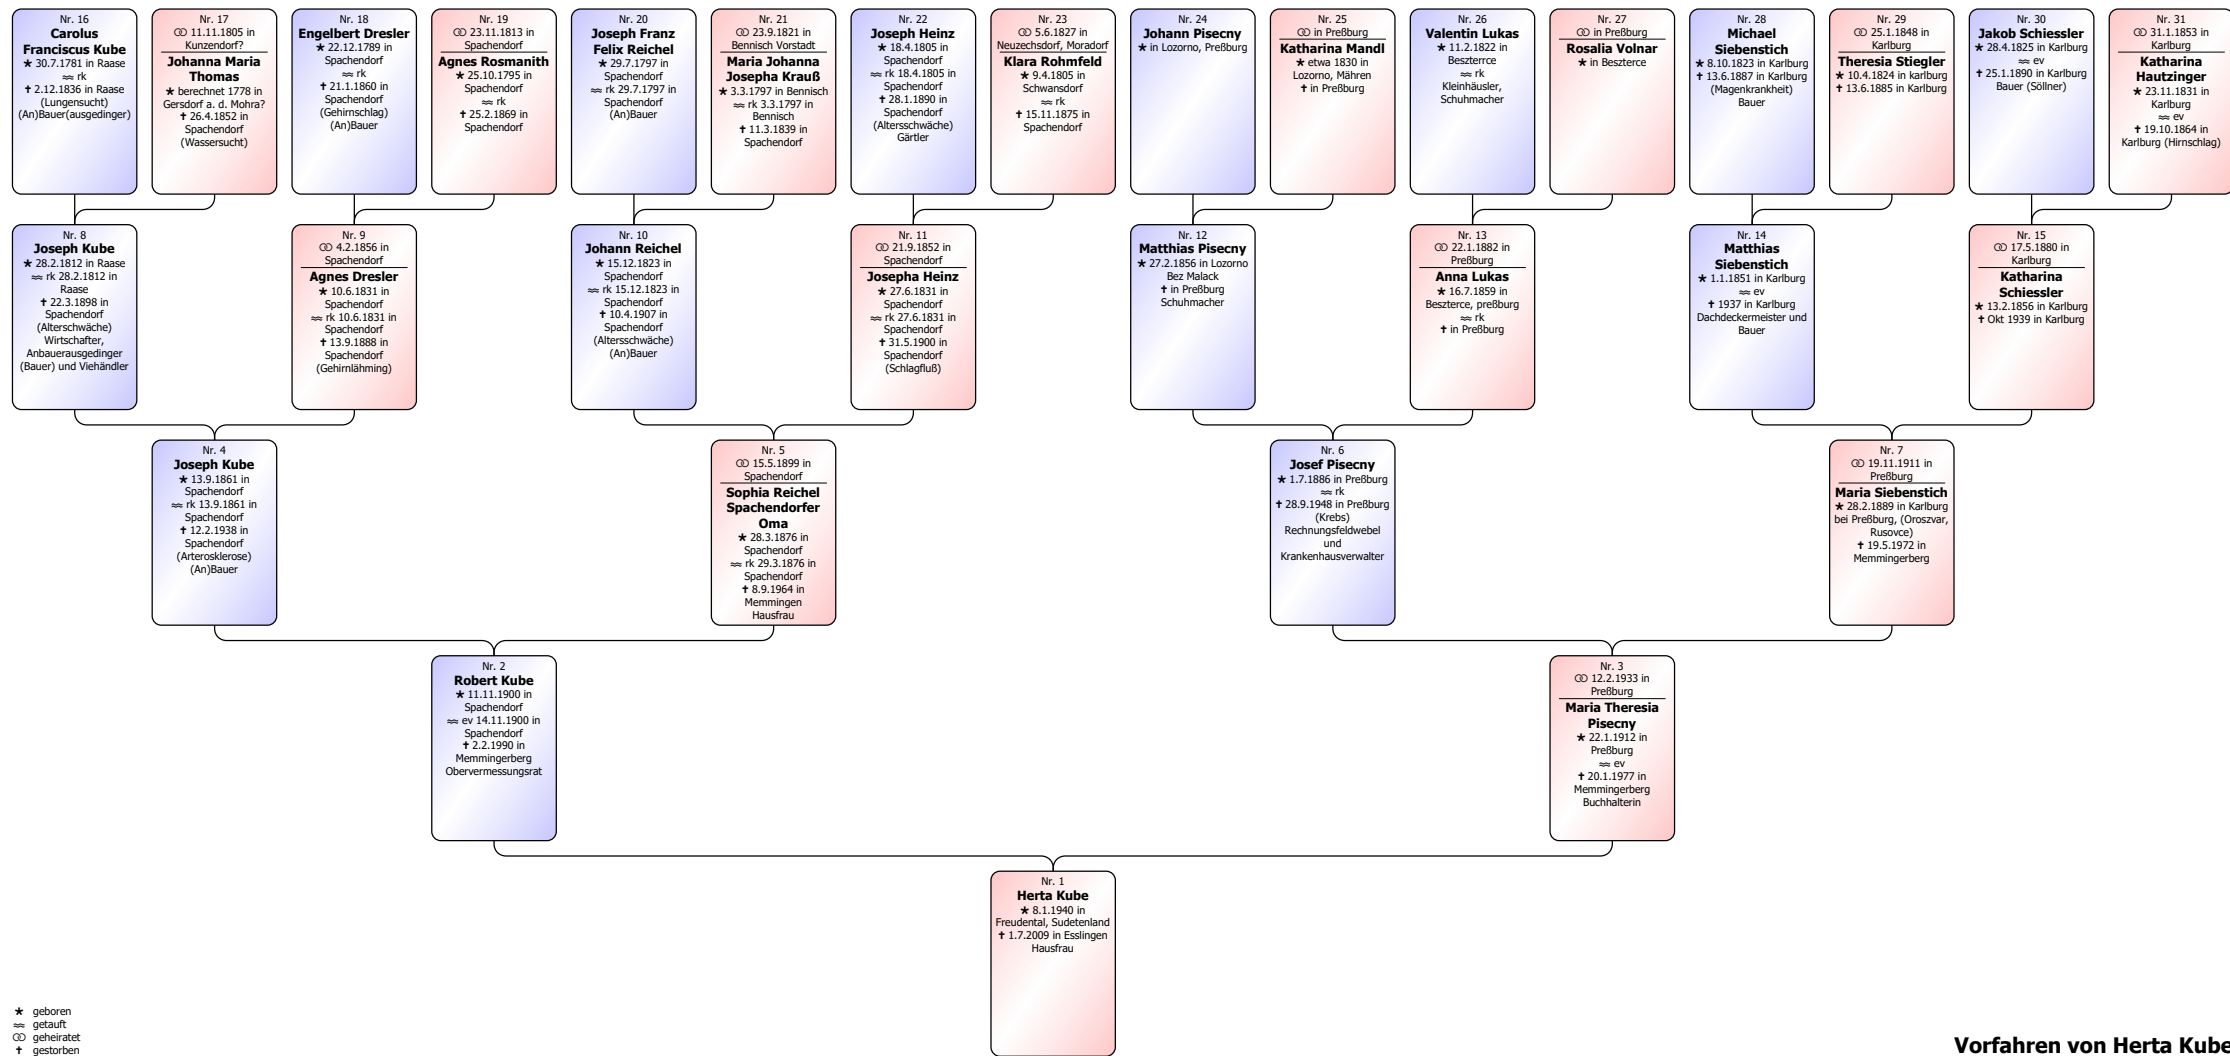 Nr. 16
Carolus
Franciscus Kube
★ 30.7.1781 in Raase
≈ rk
† 2.12.1836 in Raase
(Lungensucht)
(An)Bauer(ausgedinger)
Nr. 17
⚭ 11.11.1805 in
Kunzendorf?
Johanna Maria
Thomas
★ berechnet 1778 in
Gersdorf a. d. Mohra?
† 26.4.1852 in
Spachendorf
(Wassersucht)
Nr. 18
Engelbert Dresler
★ 22.12.1789 in
Spachendorf
≈ rk
† 21.1.1860 in
Spachendorf
(Gehirnschlag)
(An)Bauer
Nr. 19
⚭ 23.11.1813 in
Spachendorf
Agnes Rosmanith
★ 25.10.1795 in
Spachendorf
≈ rk
† 25.2.1869 in
Spachendorf
Nr. 20
Joseph Franz
Felix Reichel
★ 29.7.1797 in
Spachendorf
≈ rk 29.7.1797 in
Spachendorf
(An)Bauer
Nr. 21
⚭ 23.9.1821 in
Bennisch Vorstadt
Maria Johanna
Josepha Krauß
★ 3.3.1797 in Bennisch
≈ rk 3.3.1797 in
Bennisch
† 11.3.1839 in
Spachendorf
Nr. 22
Joseph Heinz
★ 18.4.1805 in
Spachendorf
≈ rk 18.4.1805 in
Spachendorf
† 28.1.1890 in
Spachendorf
(Altersschwäche)
Gärtler
Nr. 23
⚭ 5.6.1827 in
Neuzechsdorf, Moradorf
Klara Rohmfeld
★ 9.4.1805 in
Schwansdorf
≈ rk
† 15.11.1875 in
Spachendorf
Nr. 24
Johann Pisecny
★ in Lozorno, Preßburg
Nr. 25
⚭ in Preßburg
Katharina Mandl
★ etwa 1830 in
Lozorno, Mähren
† in Preßburg
Nr. 26
Valentin Lukas
★ 11.2.1822 in
Beszterce
≈ rk
Kleinhäusler,
Schuhmacher
Nr. 27
⚭ in Preßburg
Rosalia Volnar
★ in Beszterce
Nr. 28
Michael
Siebenstich
★ 8.10.1823 in Karlburg
† 13.6.1887 in Karlburg
(Magenkrankheit)
Bauer
Nr. 29
⚭ 25.1.1848 in
Karlburg
Theresia Stiegler
★ 10.4.1824 in karlburg
† 13.6.1885 in Karlburg
Nr. 30
Jakob Schiessler
★ 28.4.1825 in Karlburg
≈ ev
† 25.1.1890 in Karlburg
Bauer (Söllner)
Nr. 31
⚭ 31.1.1853 in
Karlburg
Katharina
Hautzinger
★ 23.11.1831 in
Karlburg
≈ ev
† 19.10.1864 in
Karlburg (Hirnschlag)
Nr. 8
Joseph Kube
★ 28.2.1812 in Raase
≈ rk 28.2.1812 in
Raase
† 22.3.1898 in
Spachendorf
(Alterschwäche)
Wirtschafter,
Anbauerausgedinger
(Bauer) und Viehändler
Nr. 9
⚭ 4.2.1856 in
Spachendorf
Agnes Dresler
★ 10.6.1831 in
Spachendorf
≈ rk 10.6.1831 in
Spachendorf
† 13.9.1888 in
Spachendorf
(Gehirnlähming)
Nr. 10
Johann Reichel
★ 15.12.1823 in
Spachendorf
≈ rk 15.12.1823 in
Spachendorf
† 10.4.1907 in
Spachendorf
(Altersschwäche)
(An)Bauer
Nr. 11
⚭ 21.9.1852 in
Spachendorf
Josepha Heinz
★ 27.6.1831 in
Spachendorf
≈ rk 27.6.1831 in
Spachendorf
† 31.5.1900 in
Spachendorf
(Schlagfluß)
Nr. 12
Matthias Pisecny
★ 27.2.1856 in Lozorno
Bez Malack
† in Preßburg
Schuhmacher
Nr. 13
⚭ 22.1.1882 in
Preßburg
Anna Lukas
★ 16.7.1859 in
Beszterce, preßburg
≈ rk
† in Preßburg
Nr. 14
Matthias
Siebenstich
★ 1.1.1851 in Karlburg
≈ ev
† 1937 in Karlburg
Dachdeckermeister und
Bauer
Nr. 15
⚭ 17.5.1880 in
Karlburg
Katharina
Schiessler
★ 13.2.1856 in Karlburg
† Okt 1939 in Karlburg
Nr. 4
Joseph Kube
★ 13.9.1861 in
Spachendorf
≈ rk 13.9.1861 in
Spachendorf
† 12.2.1938 in
Spachendorf
(Arterosklerose)
(An)Bauer
Nr. 5
⚭ 15.5.1899 in
Spachendorf
Sophia Reichel
Spachendorfer
Oma
★ 28.3.1876 in
Spachendorf
≈ rk 29.3.1876 in
Spachendorf
† 8.9.1964 in
Memmingen
Hausfrau
Nr. 6
Josef Pisecny
★ 1.7.1886 in Preßburg
≈ rk
† 28.9.1948 in Preßburg
(Krebs)
Rechnungsfeldwebel
und
Krankenhausverwalter
Nr. 7
⚭ 19.11.1911 in
Preßburg
Maria Siebenstich
★ 28.2.1889 in Karlburg
bei Preßburg, (Oroszvar,
Rusovce)
† 19.5.1972 in
Memmingerberg
Nr. 2
Robert Kube
★ 11.11.1900 in
Spachendorf
≈ ev 14.11.1900 in
Spachendorf
† 2.2.1990 in
Memmingerberg
Obervermessungsrat
Nr. 3
⚭ 12.2.1933 in
Preßburg
Maria Theresia
Pisecny
★ 22.1.1912 in
Preßburg
≈ ev
† 20.1.1977 in
Memmingerberg
Buchhalterin
Nr. 1
Herta Kube
★ 8.1.1940 in
Freudental, Sudetenland
† 1.7.2009 in Esslingen
Hausfrau
★ geboren
≈ getauft
⚭ geheiratet
† gestorben
Vorfahren von Herta Kube